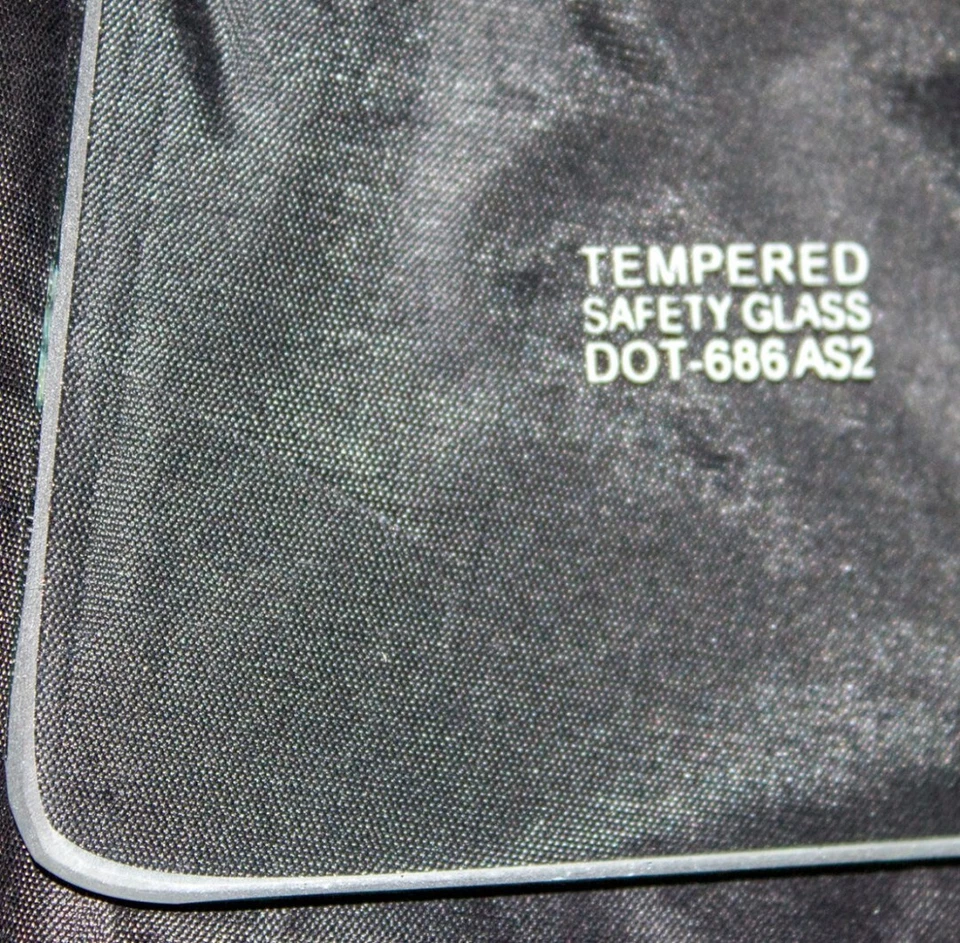 TEMPERED
SAFETY GLASS
DOT-686 AS2